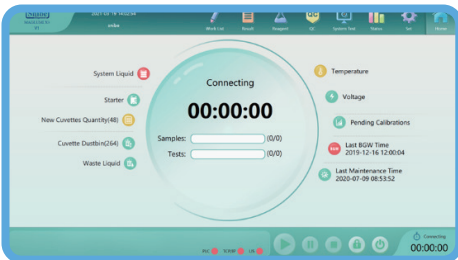 Work List
Result
Reagent
QC
QC
System Test
Status
Set
Home
System Liquid
Starter
New Cuvettes Quantity(48)
Cuvette Dustbin(264)
Waste Liquid
Connecting
00:00:00
Samples: (0/0)
Tests: (0/0)
Temperature
Voltage
Pending Calibrations
Last BGW Time
2019-12-16 12:00:04
Last Maintenance Time
2020-07-09 08:53:52
Connecting
00:00:00